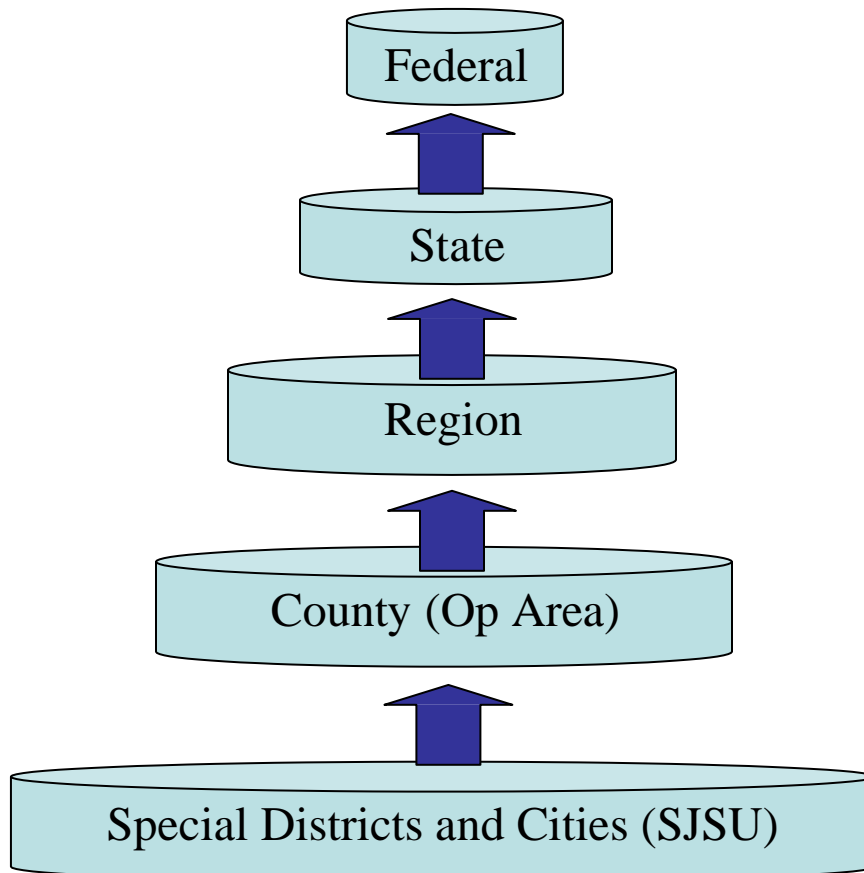 Federal
State
Region
County (Op Area)
Special Districts and Cities (SJSU)